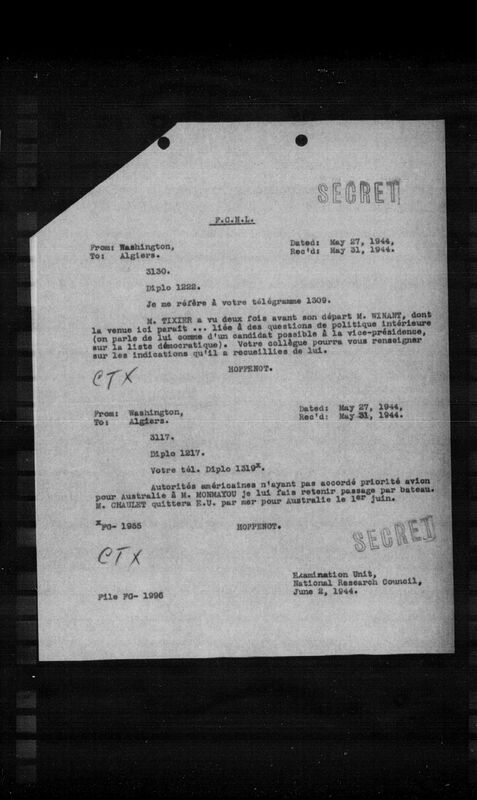 SECRET
F.C.N.L.
From: Washington, Dated: May 27, 1944,
To: Algiers. Rec'd: May 31, 1944.
3130.
Diplo 1222.
Je me réfère à votre télégramme 1309.
M. TIXIER a vu deux fois avant son départ M. WINANT, dont
la venue ici paraît ... liée à des questions de politique intérieure
(on parle de lui comme d'un candidat possible à la vice-présidence,
sur la liste démocratique). Votre collègue pourra vous renseigner
sur les indications qu'il a recueillies de lui.
HOPPENOT.
CTX
From: Washington, Dated: May 27, 1944,
To: Algiers. Rec'd: May 31, 1944.
3117.
Diplo 1217.
Votre tél. Diplo 1319x.
Autorités américaines n'ayant pas accordé priorité avion
pour Australie à M. MONMAYOU je lui fais retenir passage par bateau.
M. CHAULET quittera E.U. par mer pour Australie le 1er juin.
xFG- 1955 HOPPENOT.
SECRET
CTX
Examination Unit,
National Research Council,
June 2, 1944.
File FG- 1996